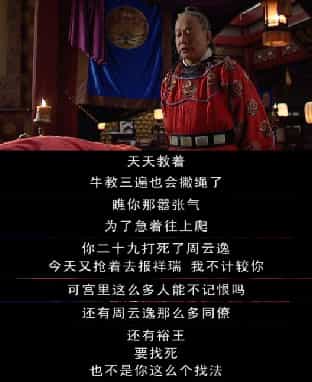 天天教着
牛教三遍也会撇绳了
瞧你那嚣张气
为了急着往上爬
你二十九打死了周云逸
今天又抢着去报祥瑞 我不计较你
可宫里这么多人能不记恨吗
还有周云逸那么多同僚
还有裕王
要找死
也不是你这么个找法